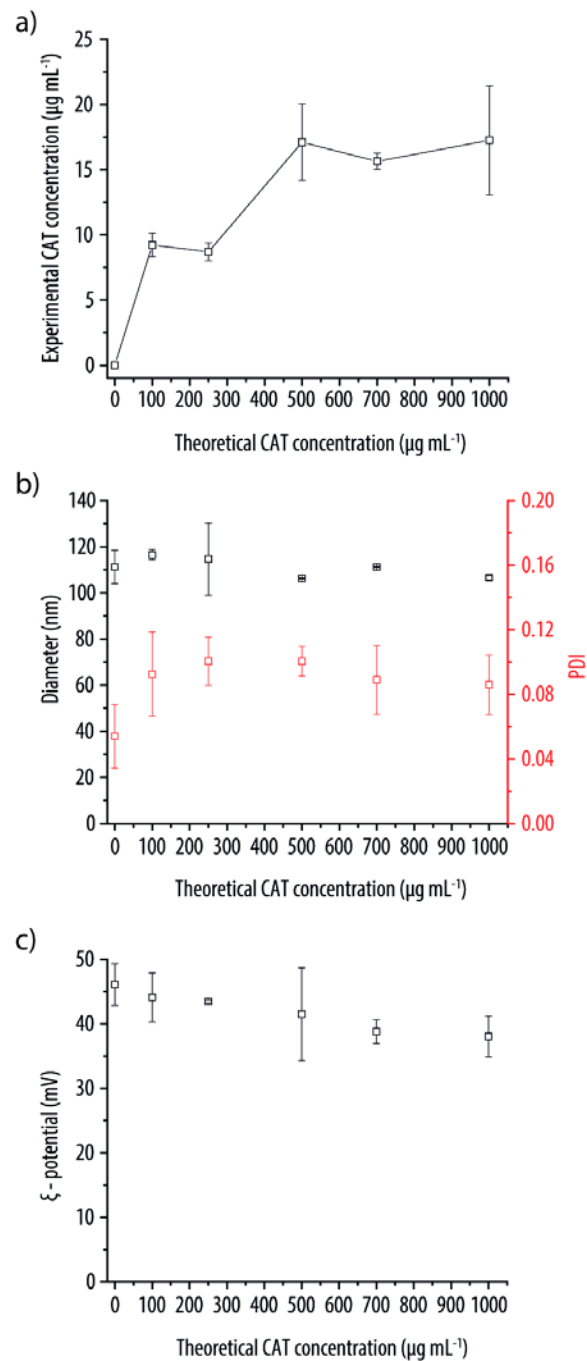 a)
25
20
15
10
5
0
Experimental CAT concentration (µg mL⁻¹)
0 100 200 300 400 500 600 700 800 900 1000
Theoretical CAT concentration (µg mL⁻¹)
b)
140
120
100
80
60
40
20
0
Diameter (nm)
0.20
0.16
0.12
0.08
0.04
0.00
PDI
0 100 200 300 400 500 600 700 800 900 1000
Theoretical CAT concentration (µg mL⁻¹)
c)
50
40
30
20
10
0
ξ - potential (mV)
0 100 200 300 400 500 600 700 800 900 1000
Theoretical CAT concentration (µg mL⁻¹)